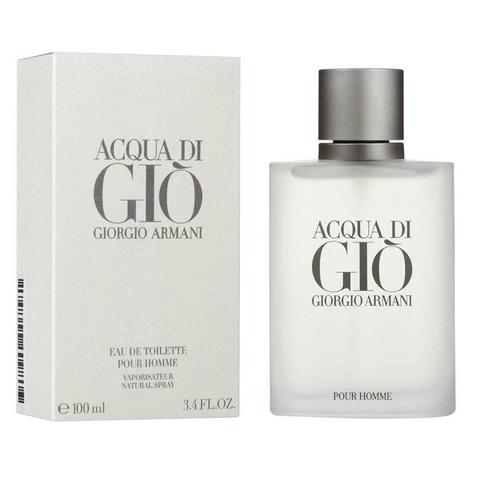 ACQUA DI
GIÒ
GIORGIO ARMANI
EAU DE TOILETTE
POUR HOMME
VAPORISATEUR
NATURAL SPRAY
℮ 100 ml 3.4 FL.OZ.
ACQUA DI
GIÒ
GIORGIO ARMANI
POUR HOMME